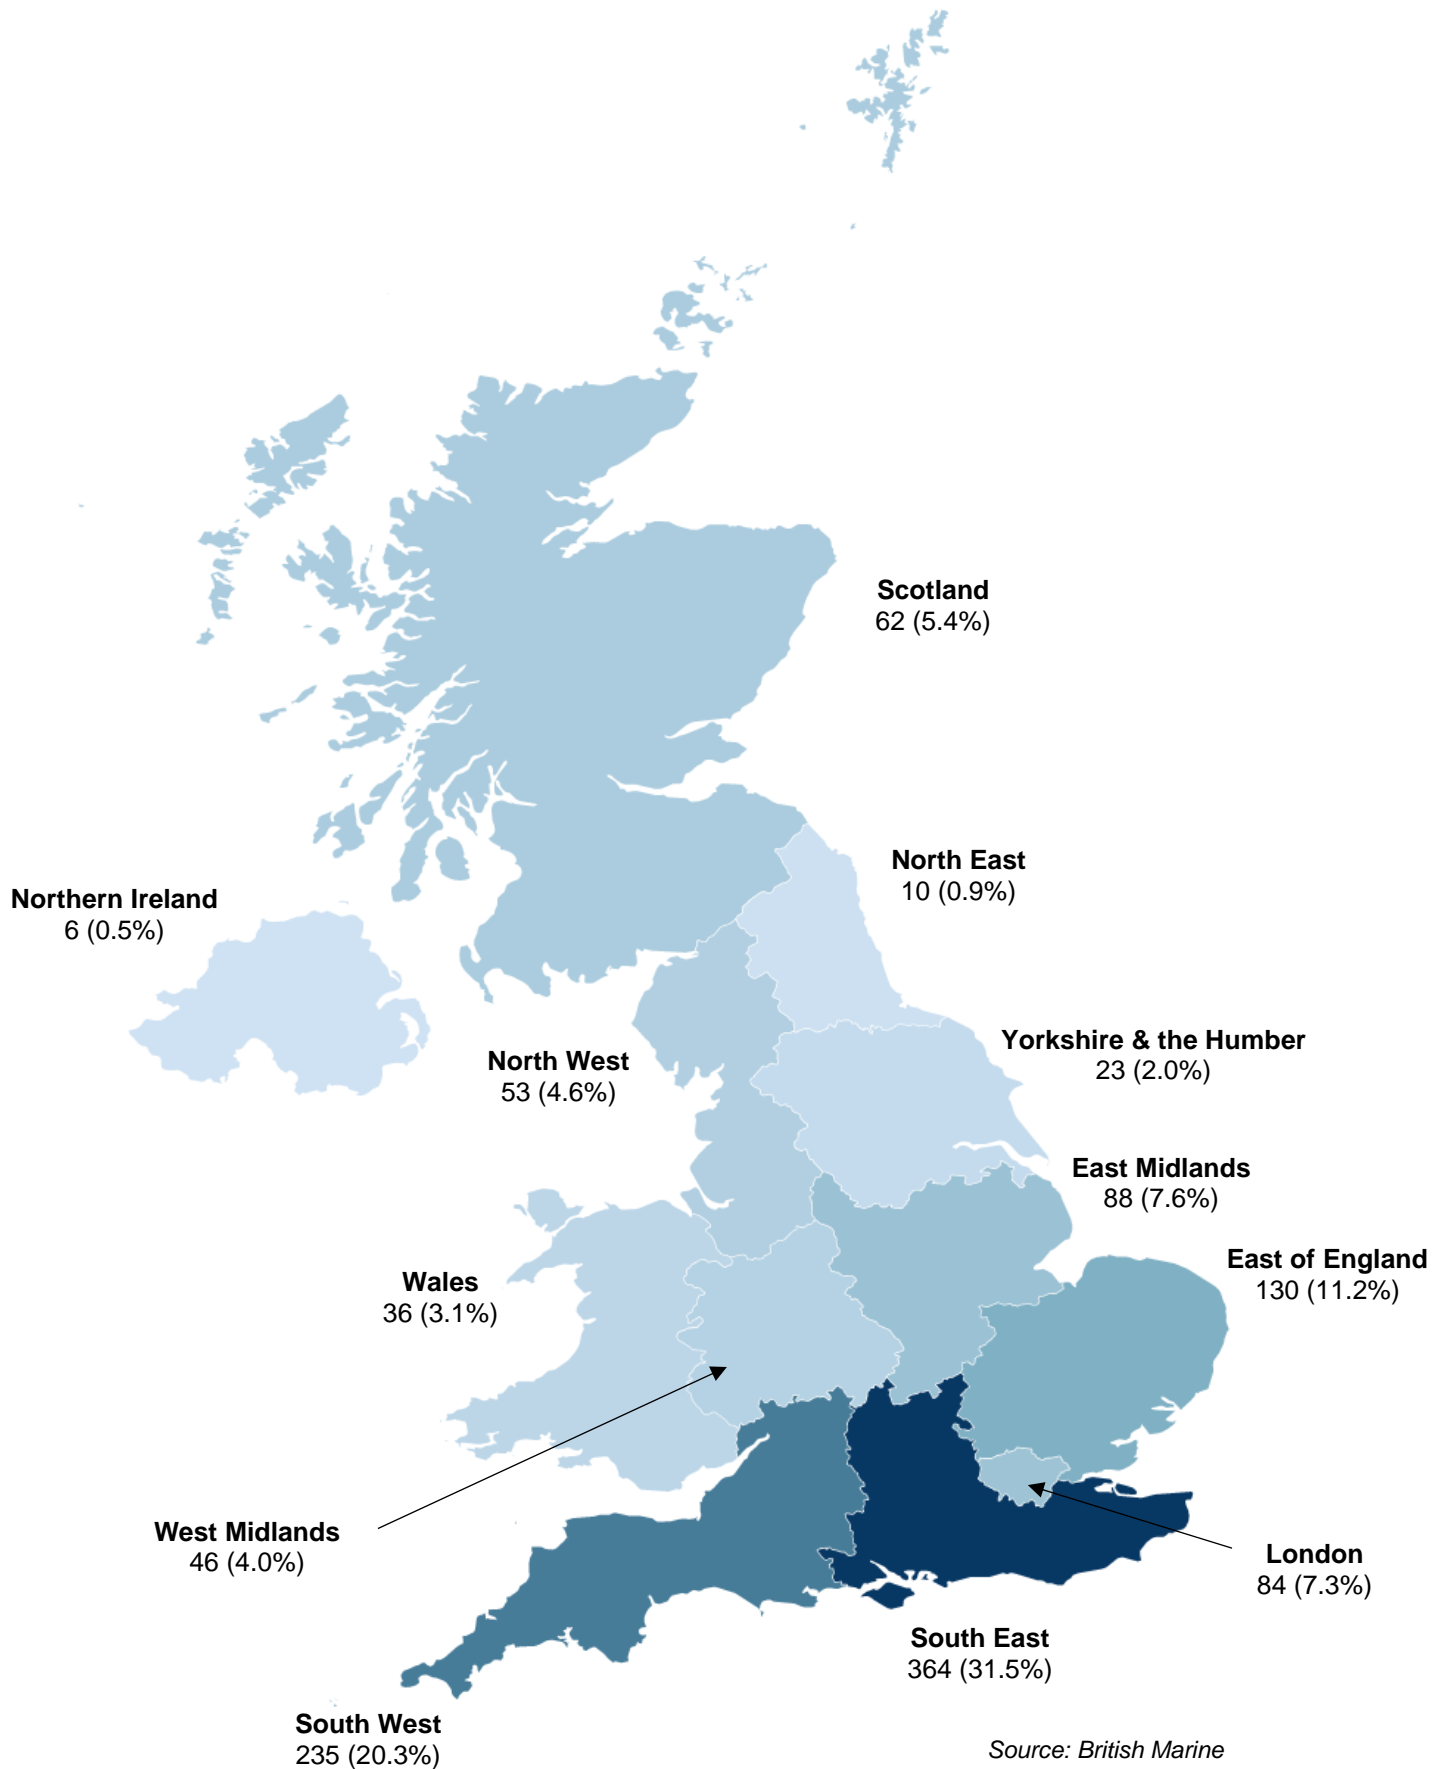 Scotland
62 (5.4%)
North East
10 (0.9%)
Northern Ireland
6 (0.5%)
Yorkshire & the Humber
23 (2.0%)
North West
53 (4.6%)
East Midlands
88 (7.6%)
East of England
130 (11.2%)
Wales
36 (3.1%)
West Midlands
46 (4.0%)
London
84 (7.3%)
South East
364 (31.5%)
South West
235 (20.3%)
Source: British Marine